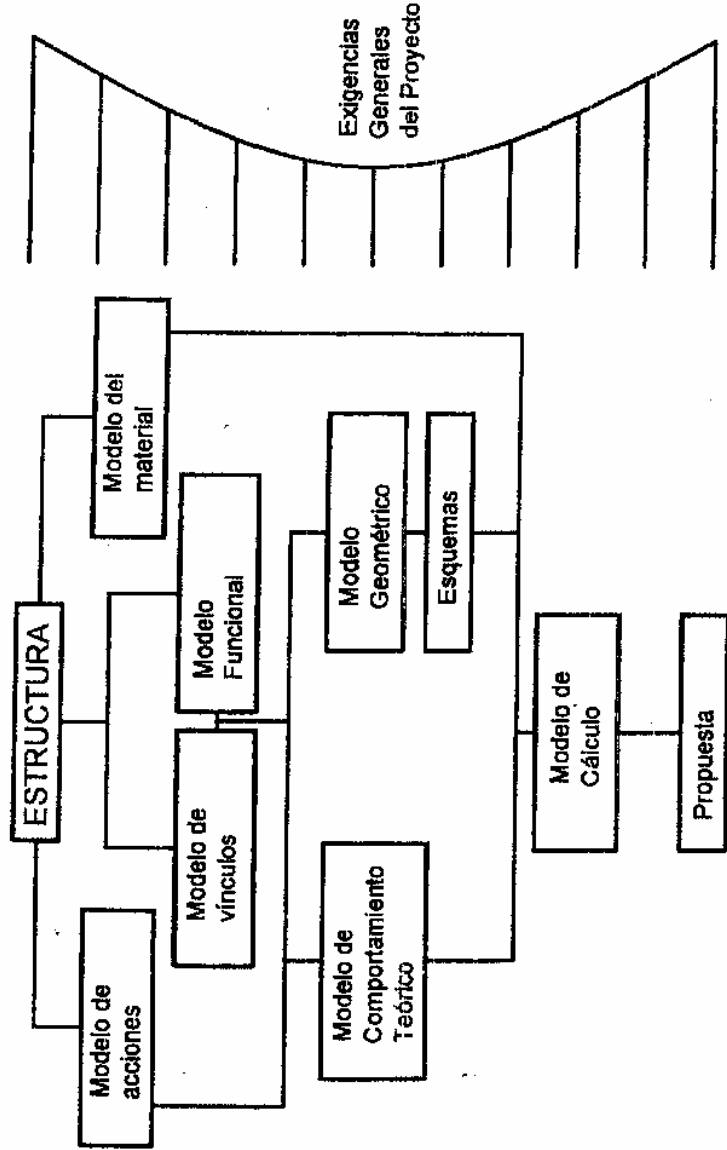 ESTRUCTURA
Modelo de
acciones
Modelo del
material
Modelo de
vínculos
Modelo
Funcional
Modelo de
Comportamiento
Teórico
Modelo
Geométrico
Esquemas
Modelo de
Cálculo
Propuesta
Exigencias
Generales
del Proyecto